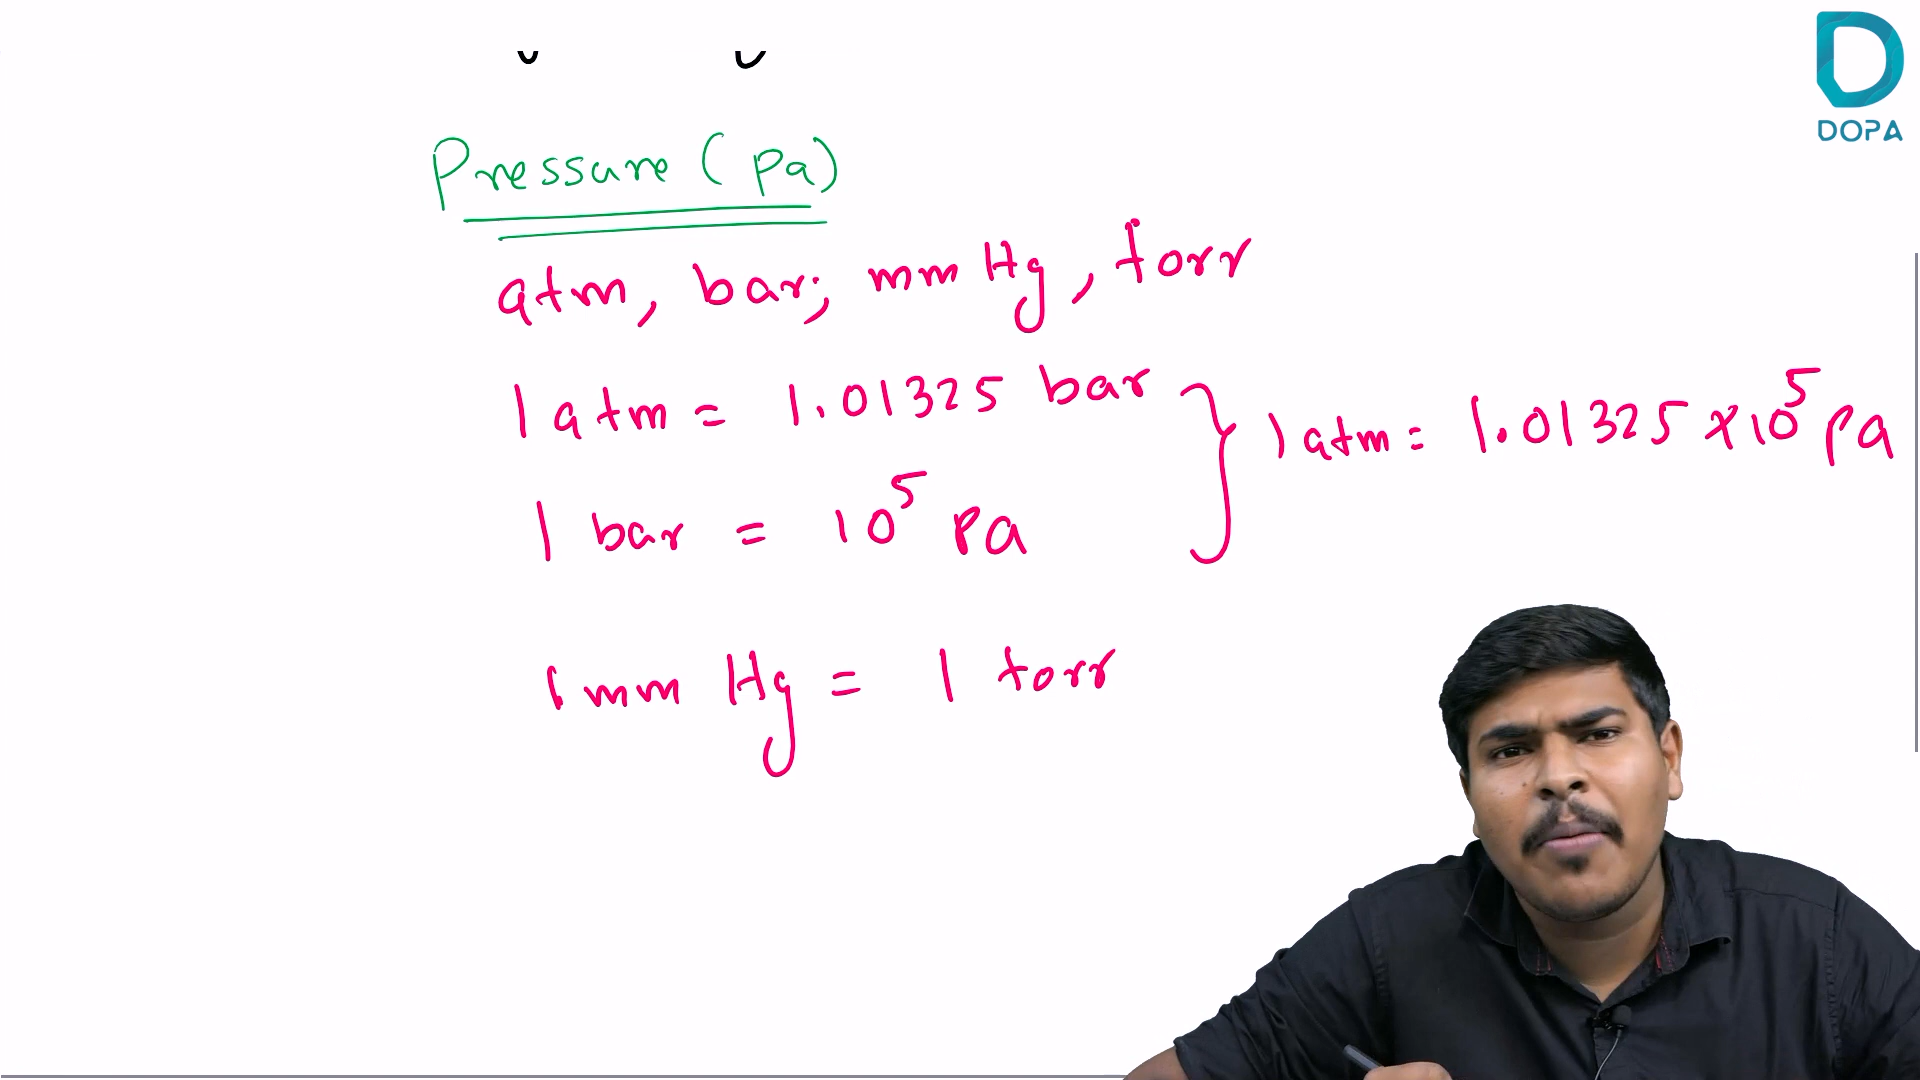 DOPA
Pressure (Pa)
atm, bar, mm Hg, torr
1 atm = 1.01325 bar
1 atm = 1.01325 × 10⁵ Pa
1 bar = 10⁵ Pa
1 mm Hg = 1 torr